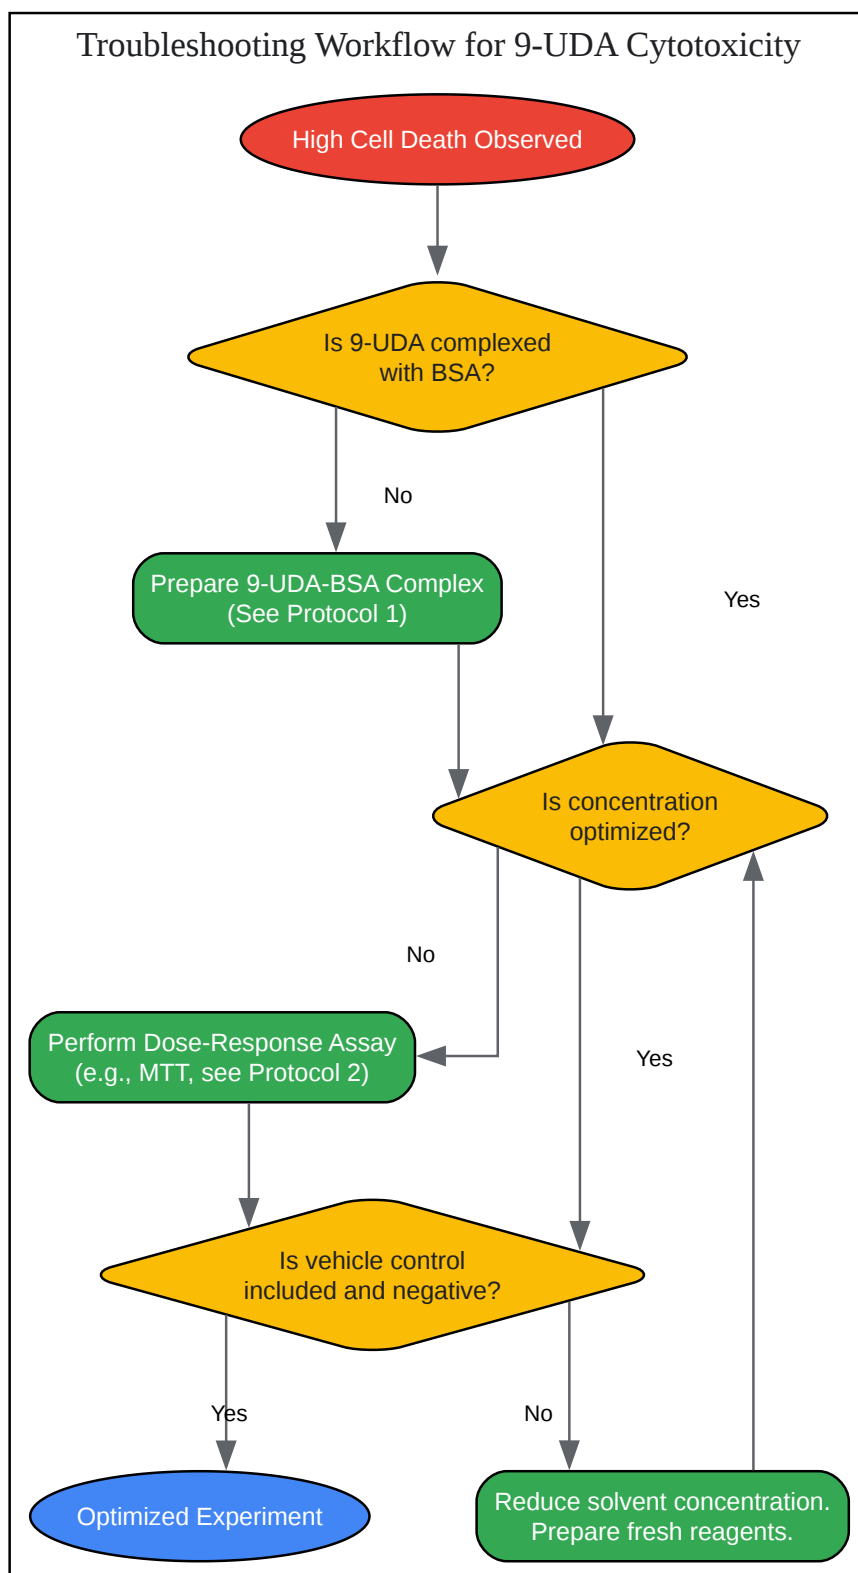 Troubleshooting Workflow for 9-UDA Cytotoxicity
High Cell Death Observed
Is 9-UDA complexed
with BSA?
No
Prepare 9-UDA-BSA Complex
(See Protocol 1)
Yes
Is concentration
optimized?
No
Perform Dose-Response Assay
(e.g., MTT, see Protocol 2)
Yes
Is vehicle control
included and negative?
Yes
No
Optimized Experiment
Reduce solvent concentration.
Prepare fresh reagents.